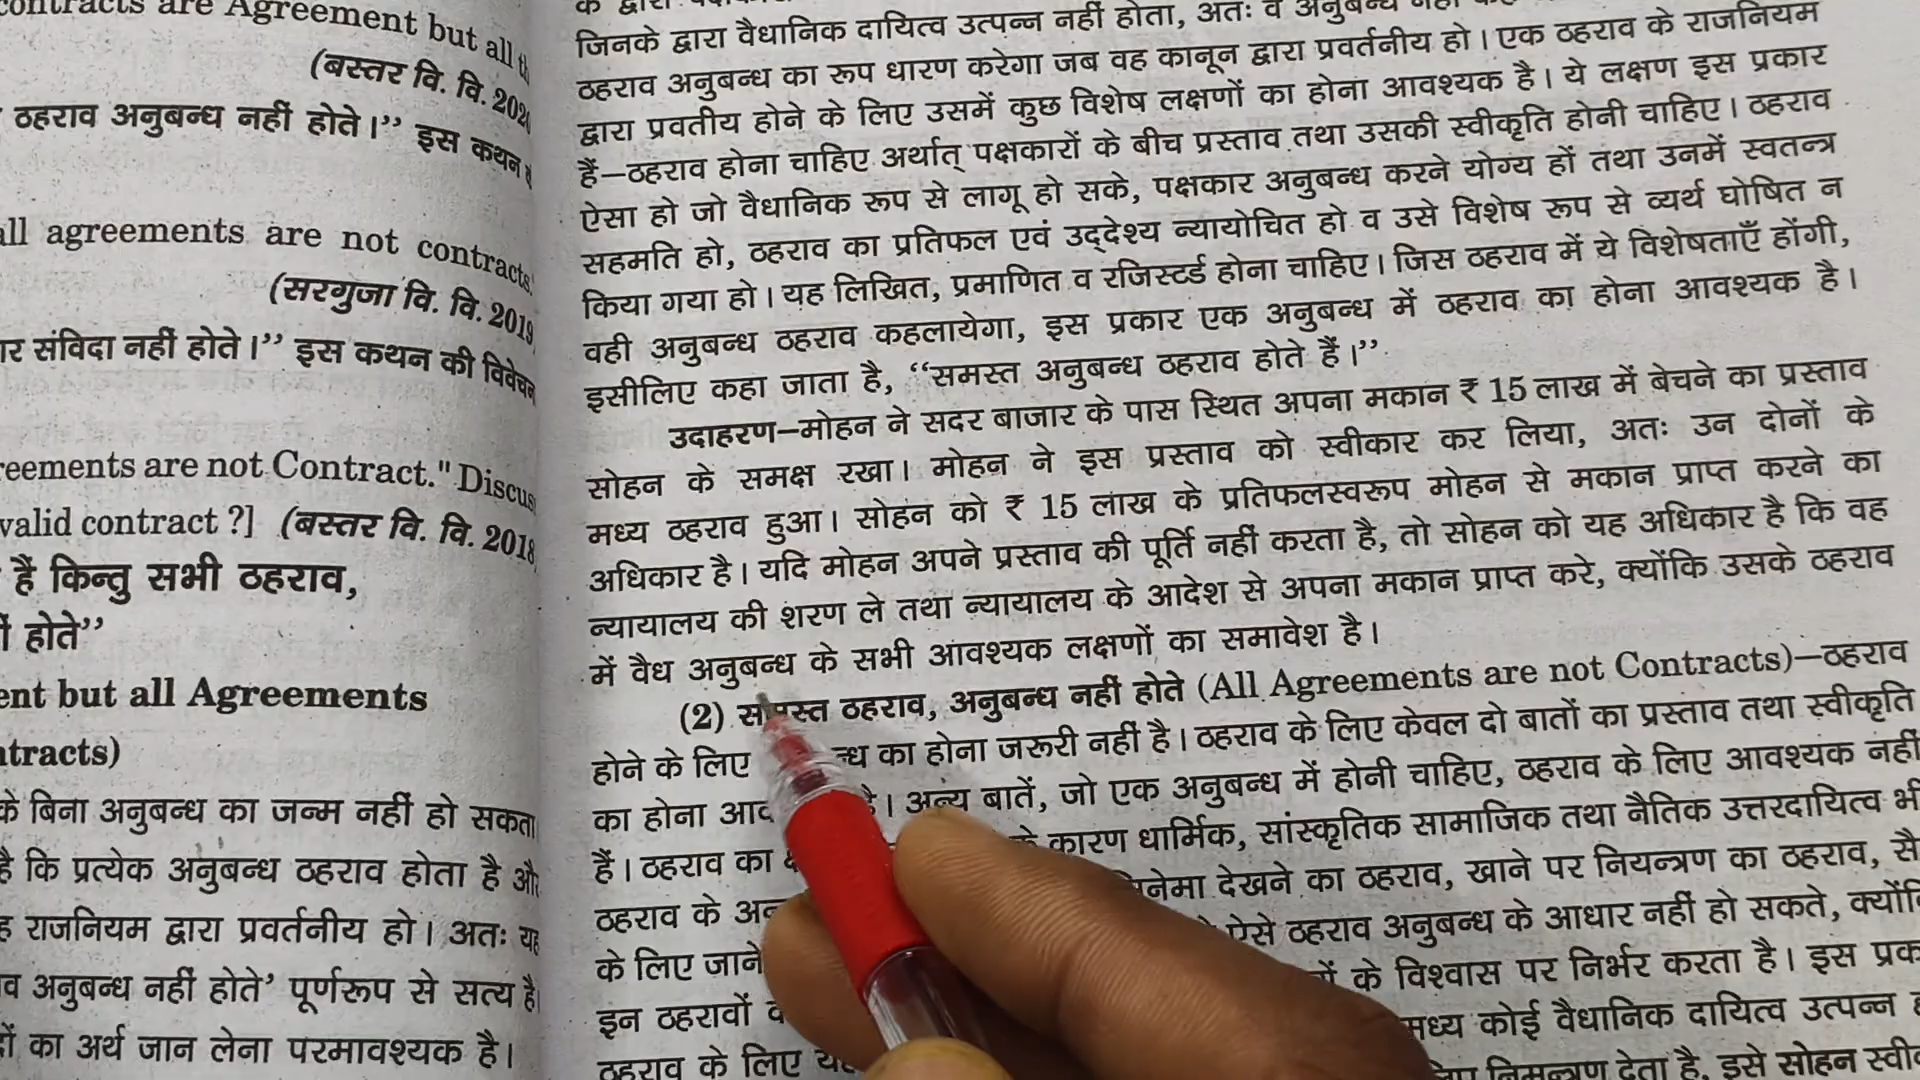 contracts are Agreement but all
(बस्तर वि. वि. 2020
ठहराव अनुबन्ध नहीं होते।’’ इस कथन
all agreements are not contracts
(सरगुजा वि. वि. 2019
संविदा नहीं होते।’’ इस कथन की
are not Contract." Discuss
valid contract ?] (बस्तर वि. वि. 2018
हैं किन्तु सभी ठहराव,
होते’’
but all Agreements
के बिना अनुबन्ध का जन्म नहीं हो सकता
है कि प्रत्येक अनुबन्ध ठहराव होता है
राजनियम द्वारा प्रवर्तनीय हो। अतः यह
अनुबन्ध नहीं होते’ पूर्णरूप से सत्य है।
का अर्थ जान लेना परमावश्यक है।
जिनके द्वारा वैधानिक दायित्व उत्पन्न नहीं होता, अतः वे अनुबन्ध नहीं
ठहराव अनुबन्ध का रूप धारण करेगा जब वह कानून द्वारा प्रवर्तनीय हो। एक ठहराव के राजनियम
द्वारा प्रवतीय होने के लिए उसमें कुछ विशेष लक्षणों का होना आवश्यक है। ये लक्षण इस प्रकार
हैं—ठहराव होना चाहिए अर्थात् पक्षकारों के बीच प्रस्ताव तथा उसकी स्वीकृति होनी चाहिए। ठहराव
ऐसा हो जो वैधानिक रूप से लागू हो सके, पक्षकार अनुबन्ध करने योग्य हों तथा उनमें स्वतन्त्र
सहमति हो, ठहराव का प्रतिफल एवं उद्देश्य न्यायोचित हो व उसे विशेष रूप से व्यर्थ घोषित न
किया गया हो। यह लिखित, प्रमाणित व रजिस्टर्ड होना चाहिए। जिस ठहराव में ये विशेषताएँ होंगी,
वही अनुबन्ध ठहराव कहलायेगा, इस प्रकार एक अनुबन्ध में ठहराव का होना आवश्यक है।
इसीलिए कहा जाता है, ‘‘समस्त अनुबन्ध ठहराव होते हैं।’’
उदाहरण—मोहन ने सदर बाजार के पास स्थित अपना मकान ₹ 15 लाख में बेचने का प्रस्ताव
सोहन के समक्ष रखा। मोहन ने इस प्रस्ताव को स्वीकार कर लिया, अतः उन दोनों के
मध्य ठहराव हुआ। सोहन को ₹ 15 लाख के प्रतिफलस्वरूप मोहन से मकान प्राप्त करने का
अधिकार है। यदि मोहन अपने प्रस्ताव की पूर्ति नहीं करता है, तो सोहन को यह अधिकार है कि वह
न्यायालय की शरण ले तथा न्यायालय के आदेश से अपना मकान प्राप्त करे, क्योंकि उसके ठहराव
में वैध अनुबन्ध के सभी आवश्यक लक्षणों का समावेश है।
(2) समस्त ठहराव, अनुबन्ध नहीं होते (All Agreements are not Contracts)—ठहराव
होने के लिए का होना जरूरी नहीं है। ठहराव के लिए केवल दो बातों का प्रस्ताव तथा स्वीकृति
का होना है। अन्य बातें, जो एक अनुबन्ध में होनी चाहिए, ठहराव के लिए आवश्यक नहीं
हैं। ठहराव का के कारण धार्मिक, सांस्कृतिक सामाजिक तथा नैतिक उत्तरदायित्व भी
ठहराव के सिनेमा देखने का ठहराव, खाने पर नियन्त्रण का ठहराव,
के लिए जाने ऐसे ठहराव अनुबन्ध के आधार नहीं हो सकते, क्योंकि
इन ठहरावों के विश्वास पर निर्भर करता है। इस
ठहराव के लिए मध्य कोई वैधानिक दायित्व उत्पन्न
निमन्त्रण देता है, इसे सोहन